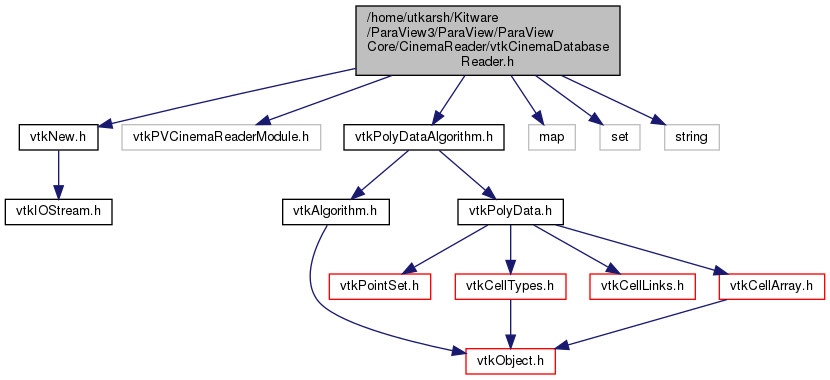 /home/utkarsh/Kitware
/ParaView3/ParaView/ParaView
Core/CinemaReader/vtkCinemaDatabase
Reader.h
vtkNew.h
vtkPVCinemaReaderModule.h
vtkPolyDataAlgorithm.h
map
set
string
vtkIOStream.h
vtkAlgorithm.h
vtkPolyData.h
vtkPointSet.h
vtkCellTypes.h
vtkCellLinks.h
vtkCellArray.h
vtkObject.h